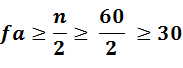 fa ≥ n/2 ≥ 60/2 ≥ 30